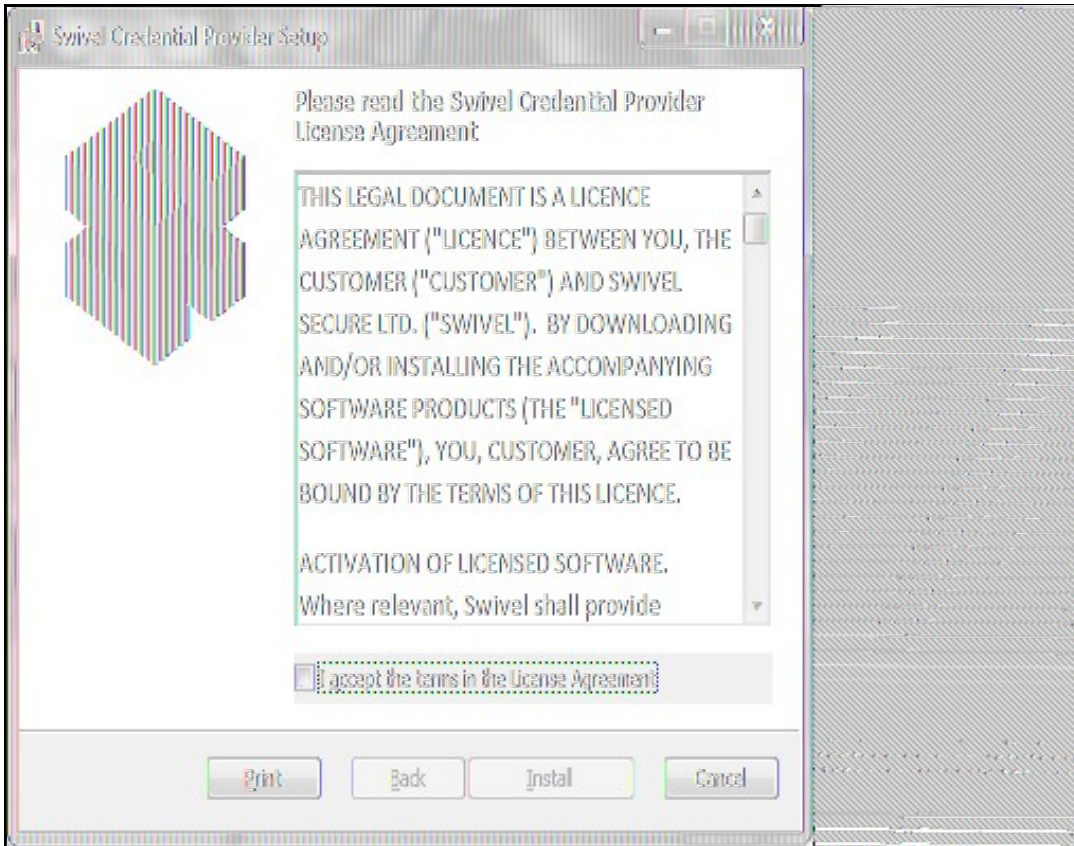 Swivel Credential Provider Setup
Please read the Swivel Credential Provider
License Agreement
THIS LEGAL DOCUMENT IS A LICENCE
AGREEMENT ("LICENCE") BETWEEN YOU, THE
CUSTOMER ("CUSTOMER") AND SWIVEL
SECURE LTD. ("SWIVEL").  BY DOWNLOADING
AND/OR INSTALLING THE ACCOMPANYING
SOFTWARE PRODUCTS (THE "LICENSED
SOFTWARE"), YOU, CUSTOMER, AGREE TO BE
BOUND BY THE TERMS OF THIS LICENCE.
ACTIVATION OF LICENSED SOFTWARE.
Where relevant, Swivel shall provide
I accept the terms in the License Agreement
Print Back Install Cancel